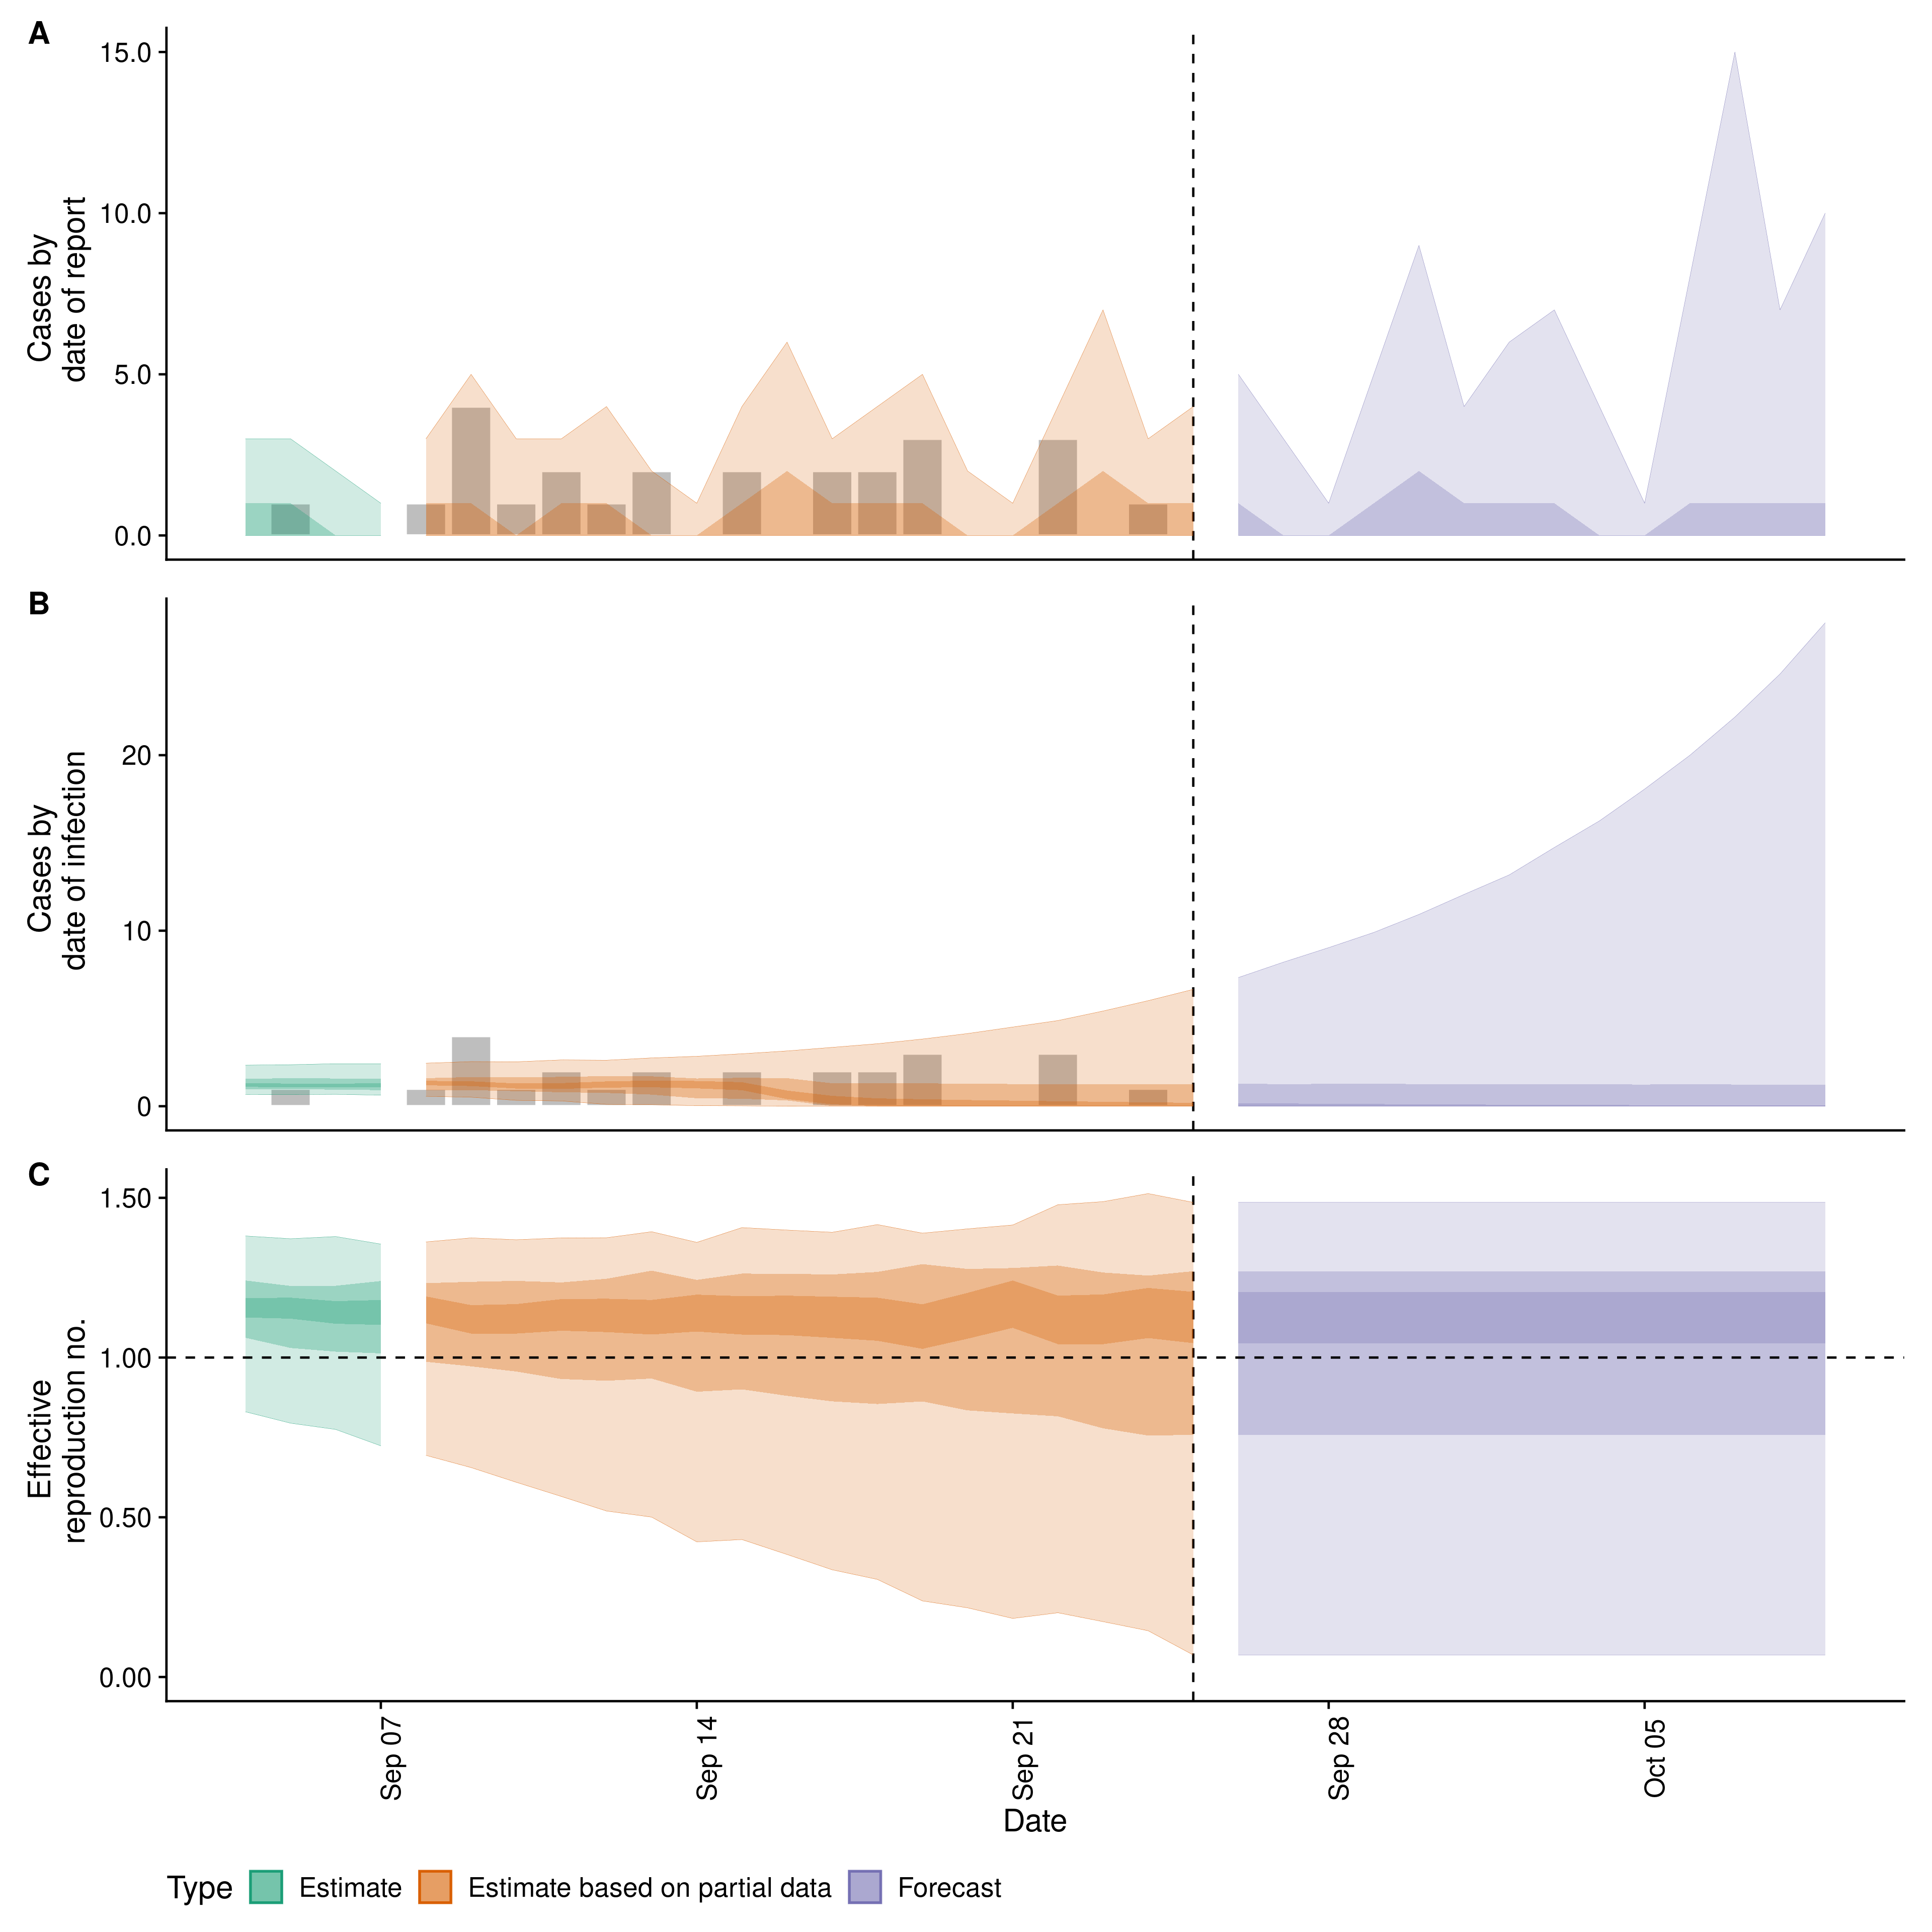 A
15.0
10.0
5.0
0.0
Cases by
date of report
B
20
10
0
Cases by
date of infection
C
1.50
1.00
0.50
0.00
Effective
reproduction no.
Sep 07
Sep 14
Sep 21
Sep 28
Oct 05
Date
Type Estimate Estimate based on partial data Forecast